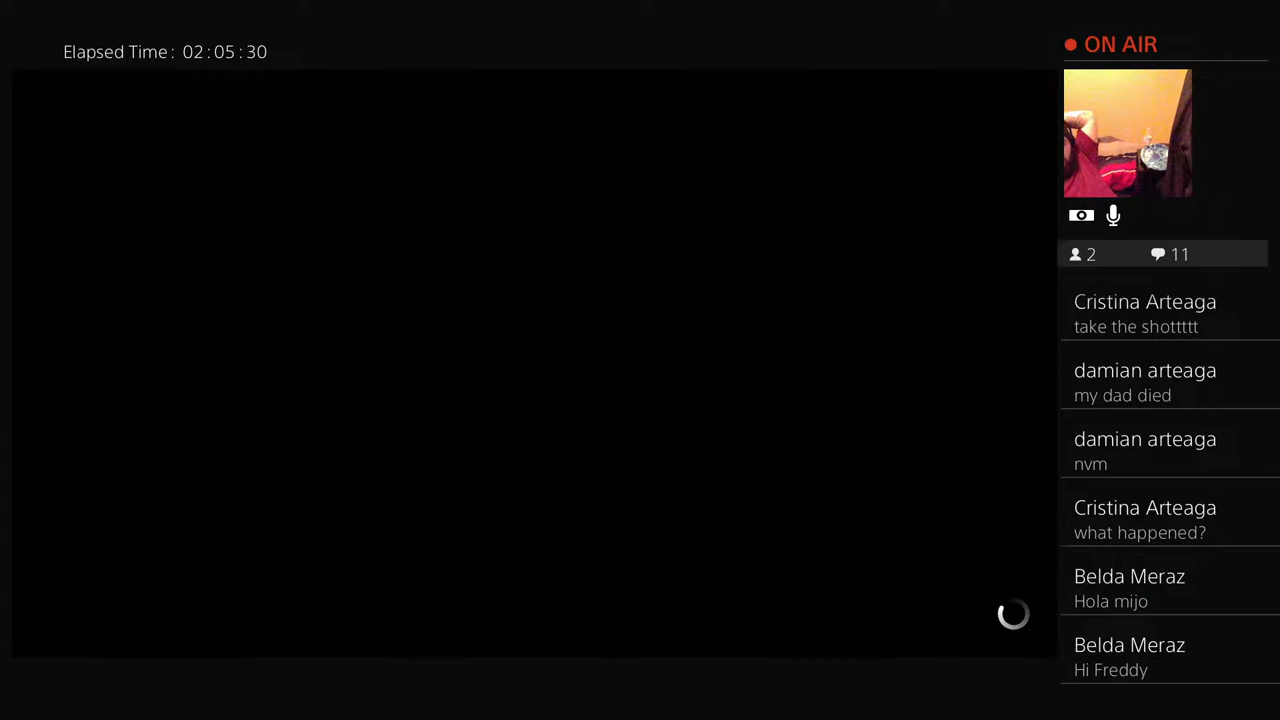 Elapsed Time: 02:05:30
ON AIR
2
11
Cristina Arteaga
take the shottttt
damian arteaga
my dad died
damian arteaga
nvm
Cristina Arteaga
what happened?
Belda Meraz
Hola mijo
Belda Meraz
Hi Freddy